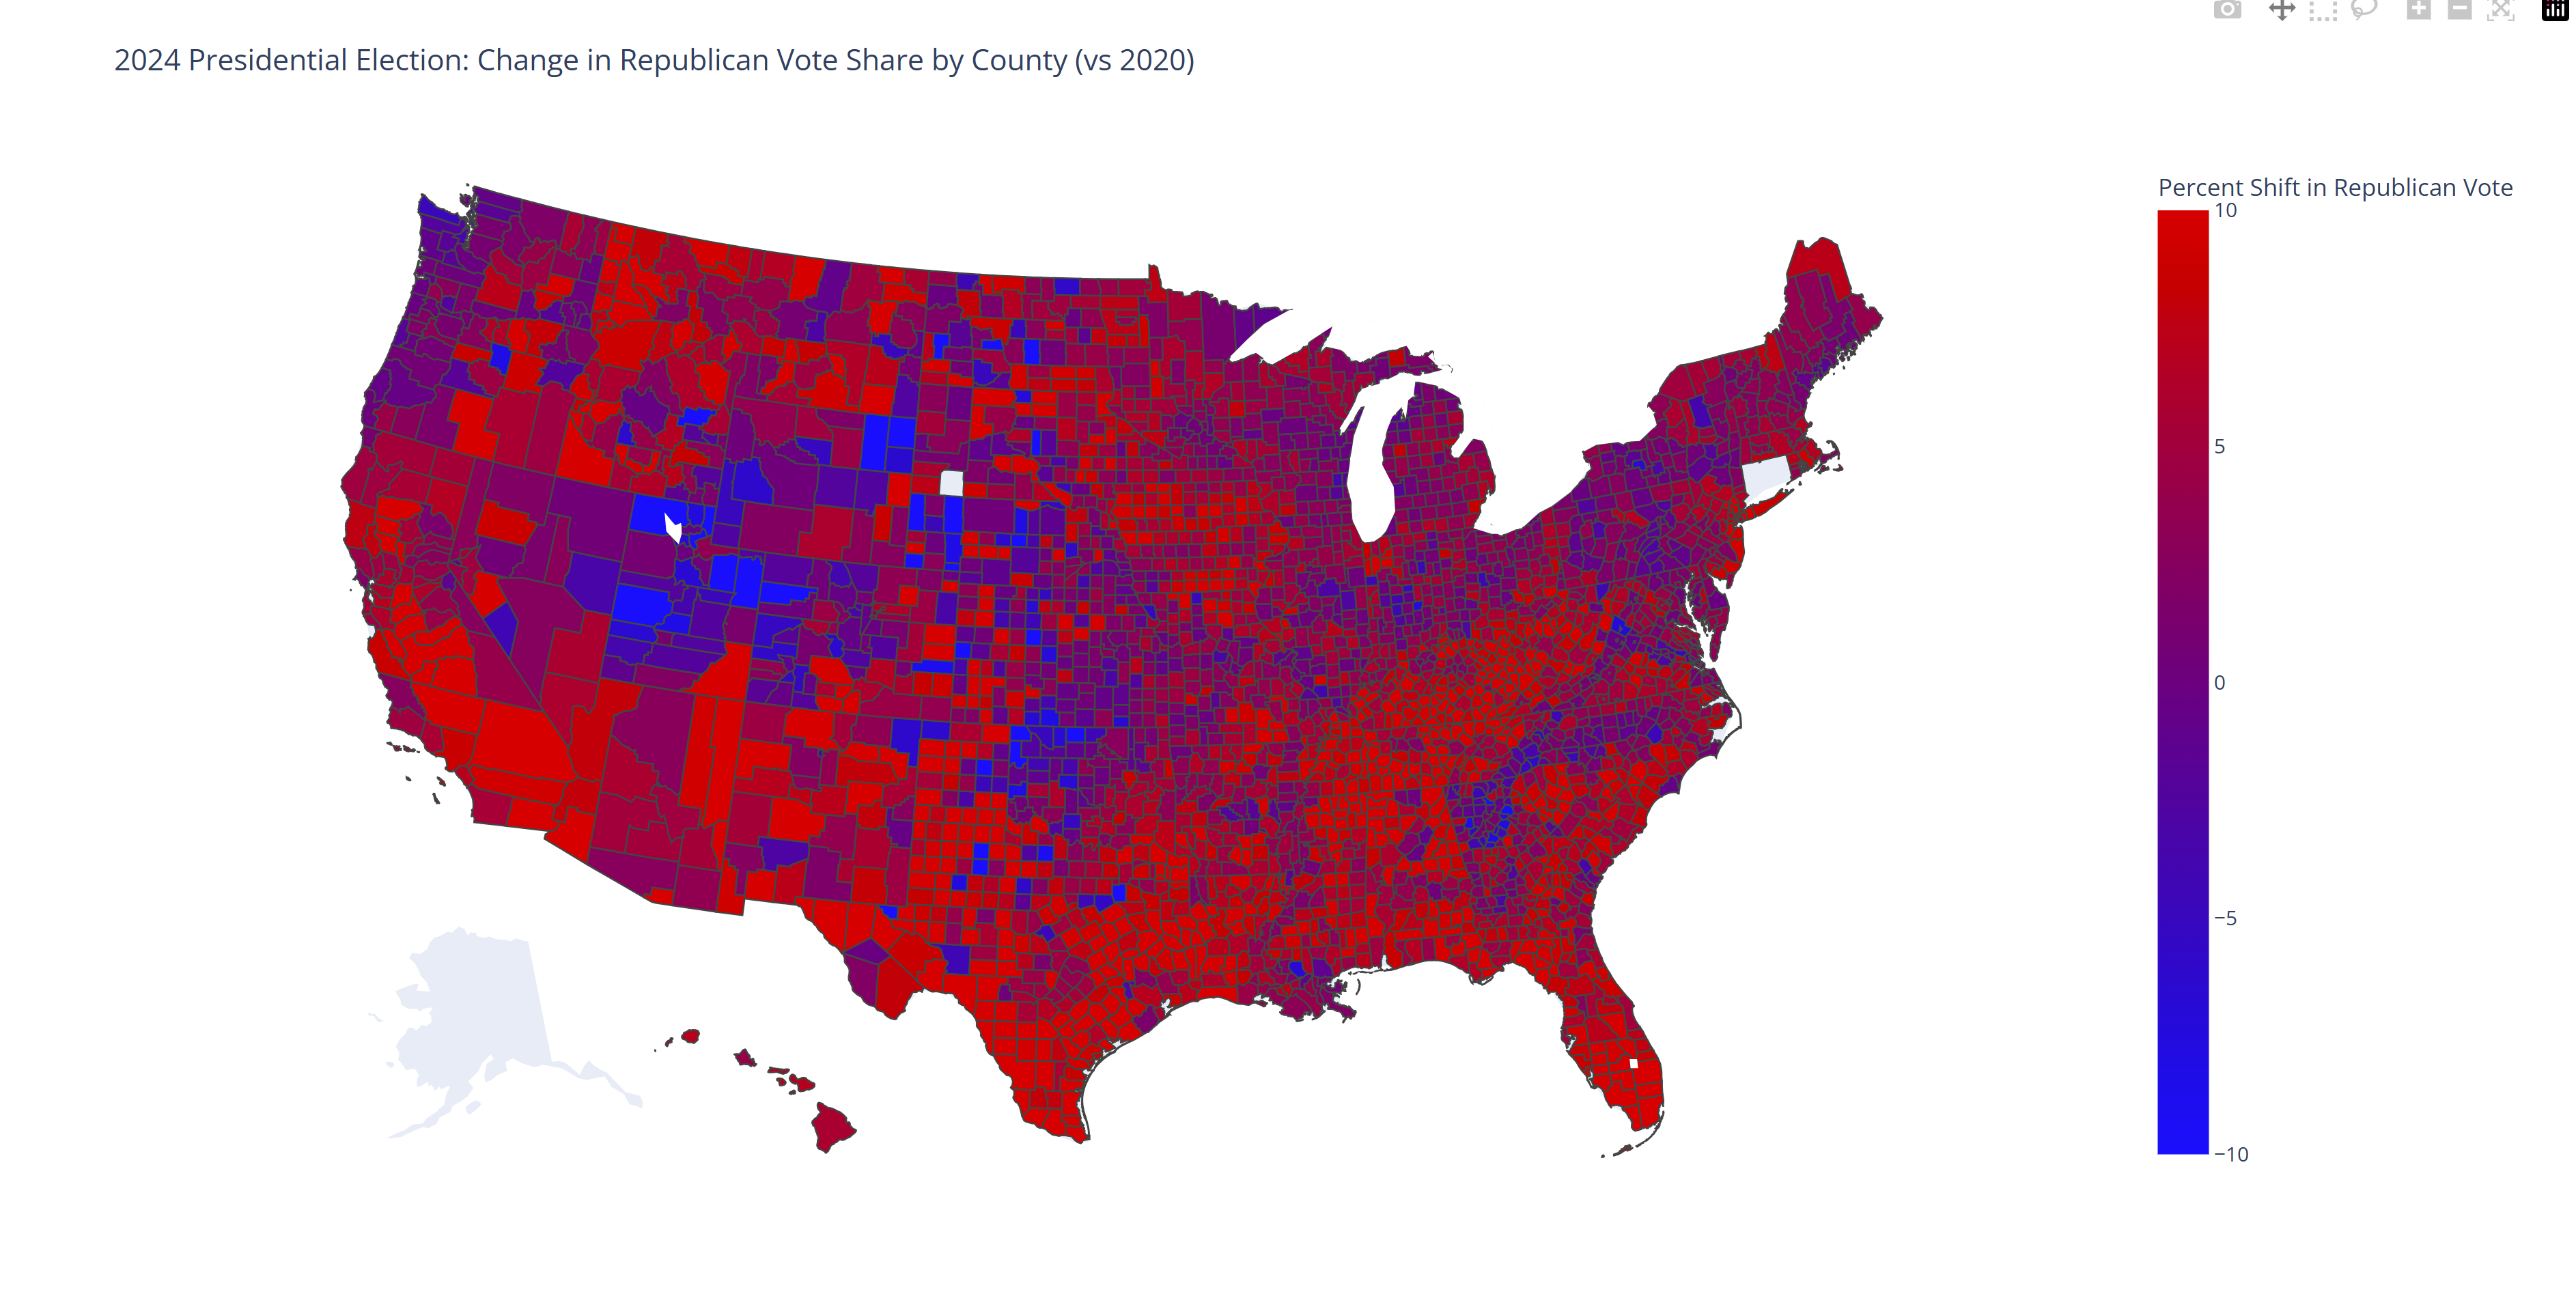 2024 Presidential Election: Change in Republican Vote Share by County (vs 2020)
Percent Shift in Republican Vote
10
5
0
−5
−10